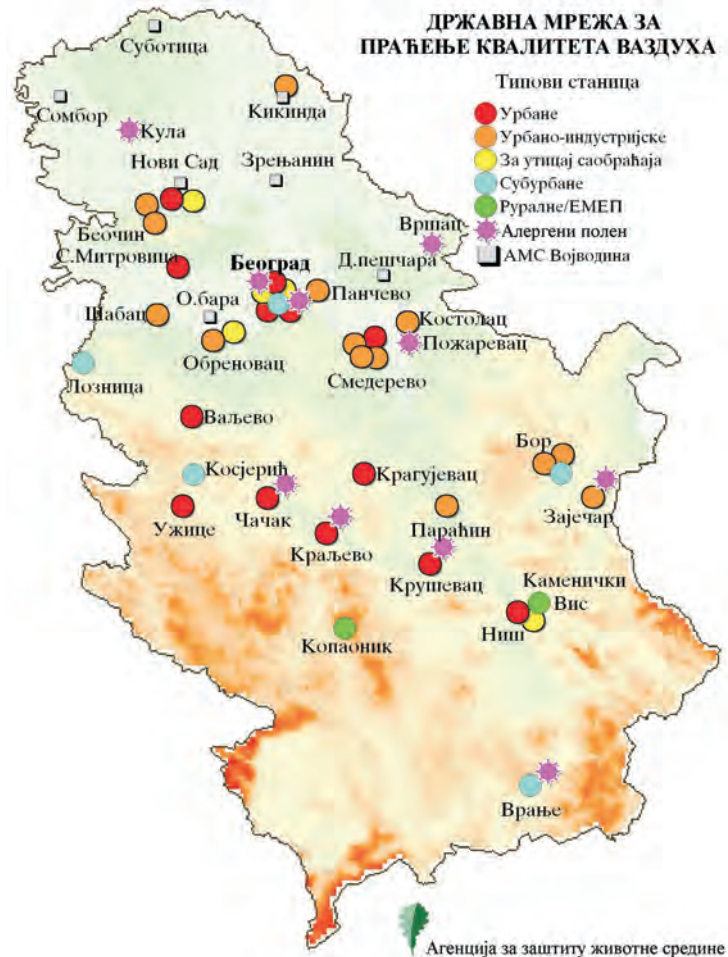 ДРЖАВНА МРЕЖА ЗА
ПРАЋЕЊЕ КВАЛИТЕТА ВАЗДУХА
Типови станица
Урбане
Урбано-индустријске
За утицај саобраћаја
Субурбане
Руралне/ЕМЕП
Алергени полен
АМС Војводина
Суботица
Сомбор
Кикинда
Кула
Нови Сад
Зрењанин
Вршац
Беочин
С.Митровица
Београд
Д.пешчара
Панчево
Шабац
О.бара
Костолац
Обреновац
Пожаревац
Смедерево
Лозница
Ваљево
Бор
Косјерић
Крагујевац
Ужице
Чачак
Параћин
Зајечар
Краљево
Крушевац
Каменички
Вис
Ниш
Копаоник
Врање
Агенција за заштиту животне средине